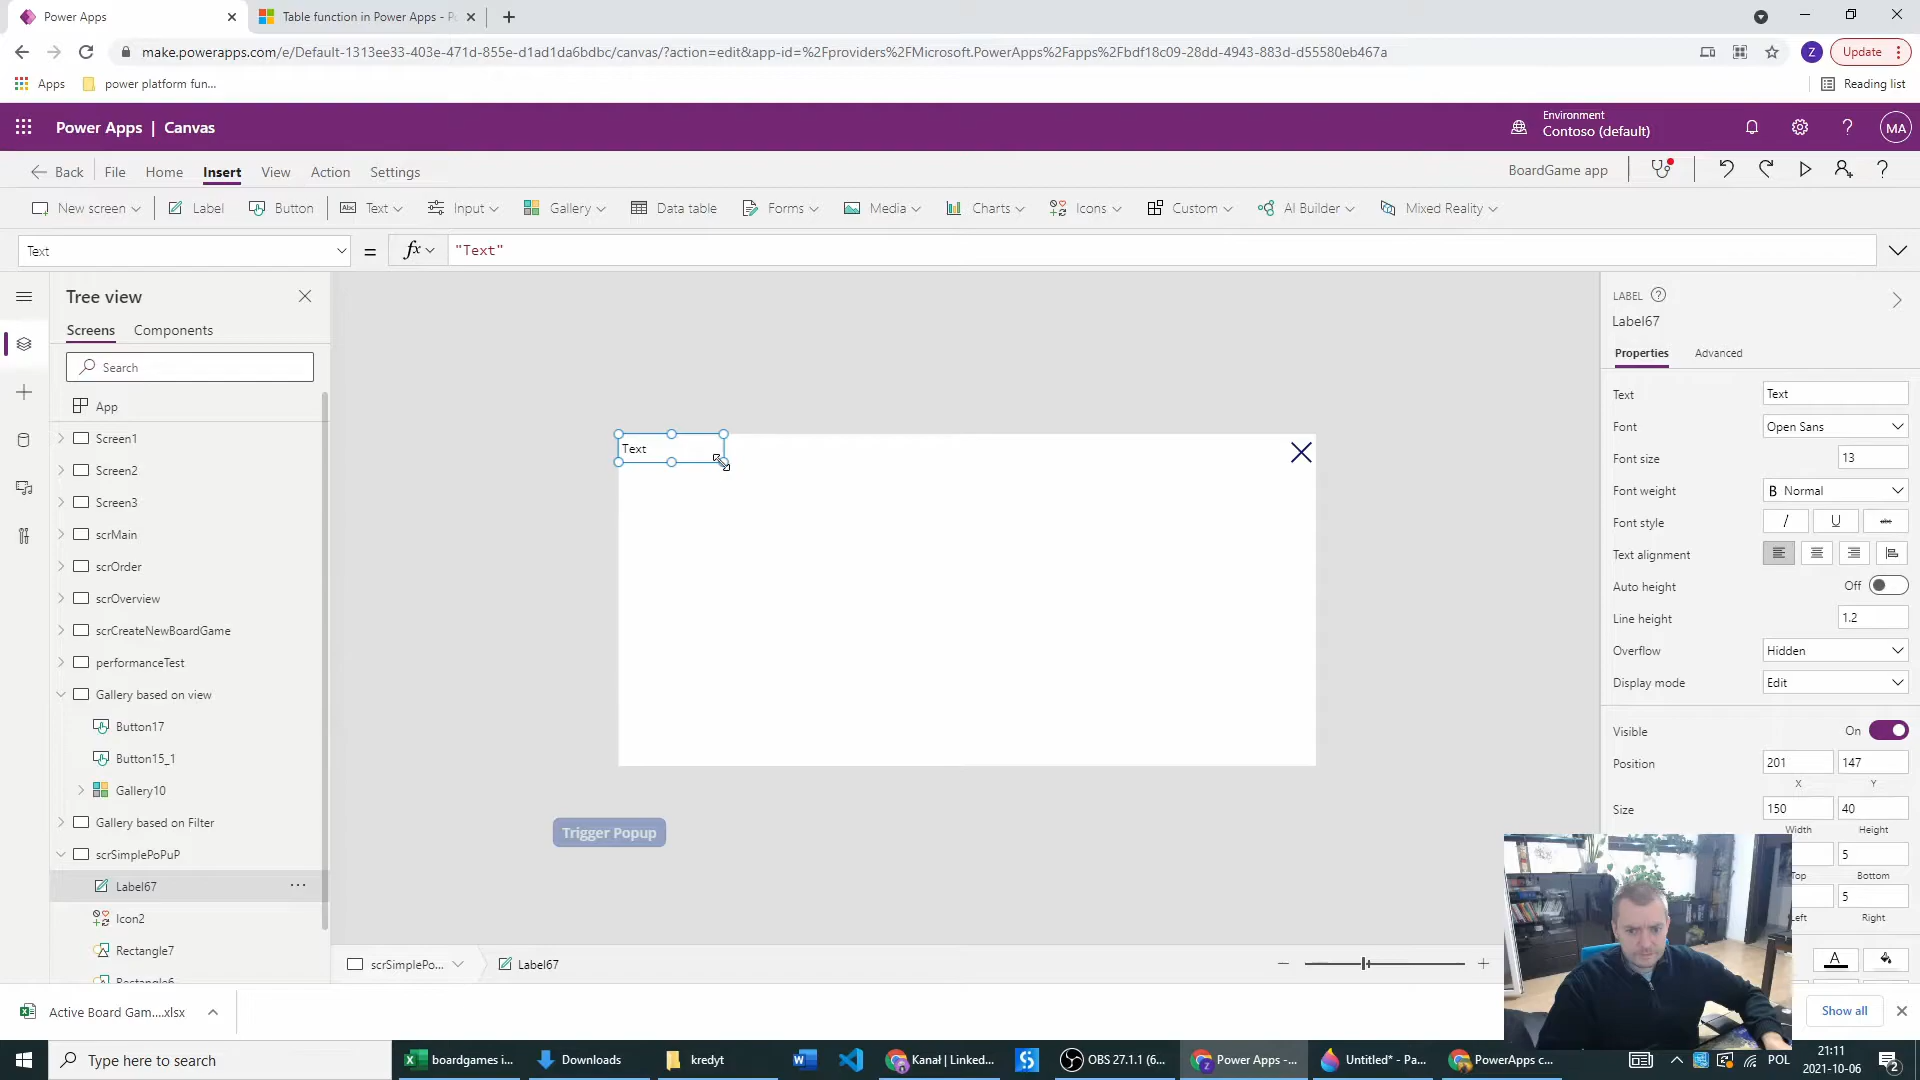 Power Apps
Table function in Power Apps - P
make.powerapps.com/e/Default-1313ee33-403e-471d-855e-d1ad1da6bdbc/canvas/?action=edit&app-id=%2Fproviders%2FMicrosoft.PowerApps%2Fapps%2Fbdf18c09-28dd-4943-883d-d55580eb467a
Z
Update
Apps
power platform fun...
Reading list
Power Apps | Canvas
Environment
Contoso (default)
MA
Back
File
Home
Insert
View
Action
Settings
BoardGame app
New screen
Label
Button
Text
Input
Gallery
Data table
Forms
Media
Charts
Icons
Custom
AI Builder
Mixed Reality
Text
=
fx
"Text"
Tree view
Screens
Components
Search
App
Screen1
Screen2
Screen3
scrMain
scrOrder
scrOverview
scrCreateNewBoardGame
performanceTest
Gallery based on view
Button17
Button15_1
Gallery10
Gallery based on Filter
scrSimplePoPuP
Label67
Icon2
Rectangle7
Rectangle6
Text
Trigger Popup
scrSimplePo...
Label67
LABEL
Label67
Properties
Advanced
Text
Text
Font
Open Sans
Font size
13
Font weight
B Normal
Font style
/ U abc
Text alignment
Auto height
Off
Line height
1.2
Overflow
Hidden
Display mode
Edit
Visible
On
Position
201
147
X
Y
Size
150
40
Width
Height
5
Top
Bottom
5
Left
Right
A
Active Board Gam....xlsx
Show all
Type here to search
boardgames i...
Downloads
kredyt
Kanał | Linked...
OBS 27.1.1 (6...
Power Apps -...
Untitled* - Pa...
PowerApps c...
POL
21:11
2021-10-06
2